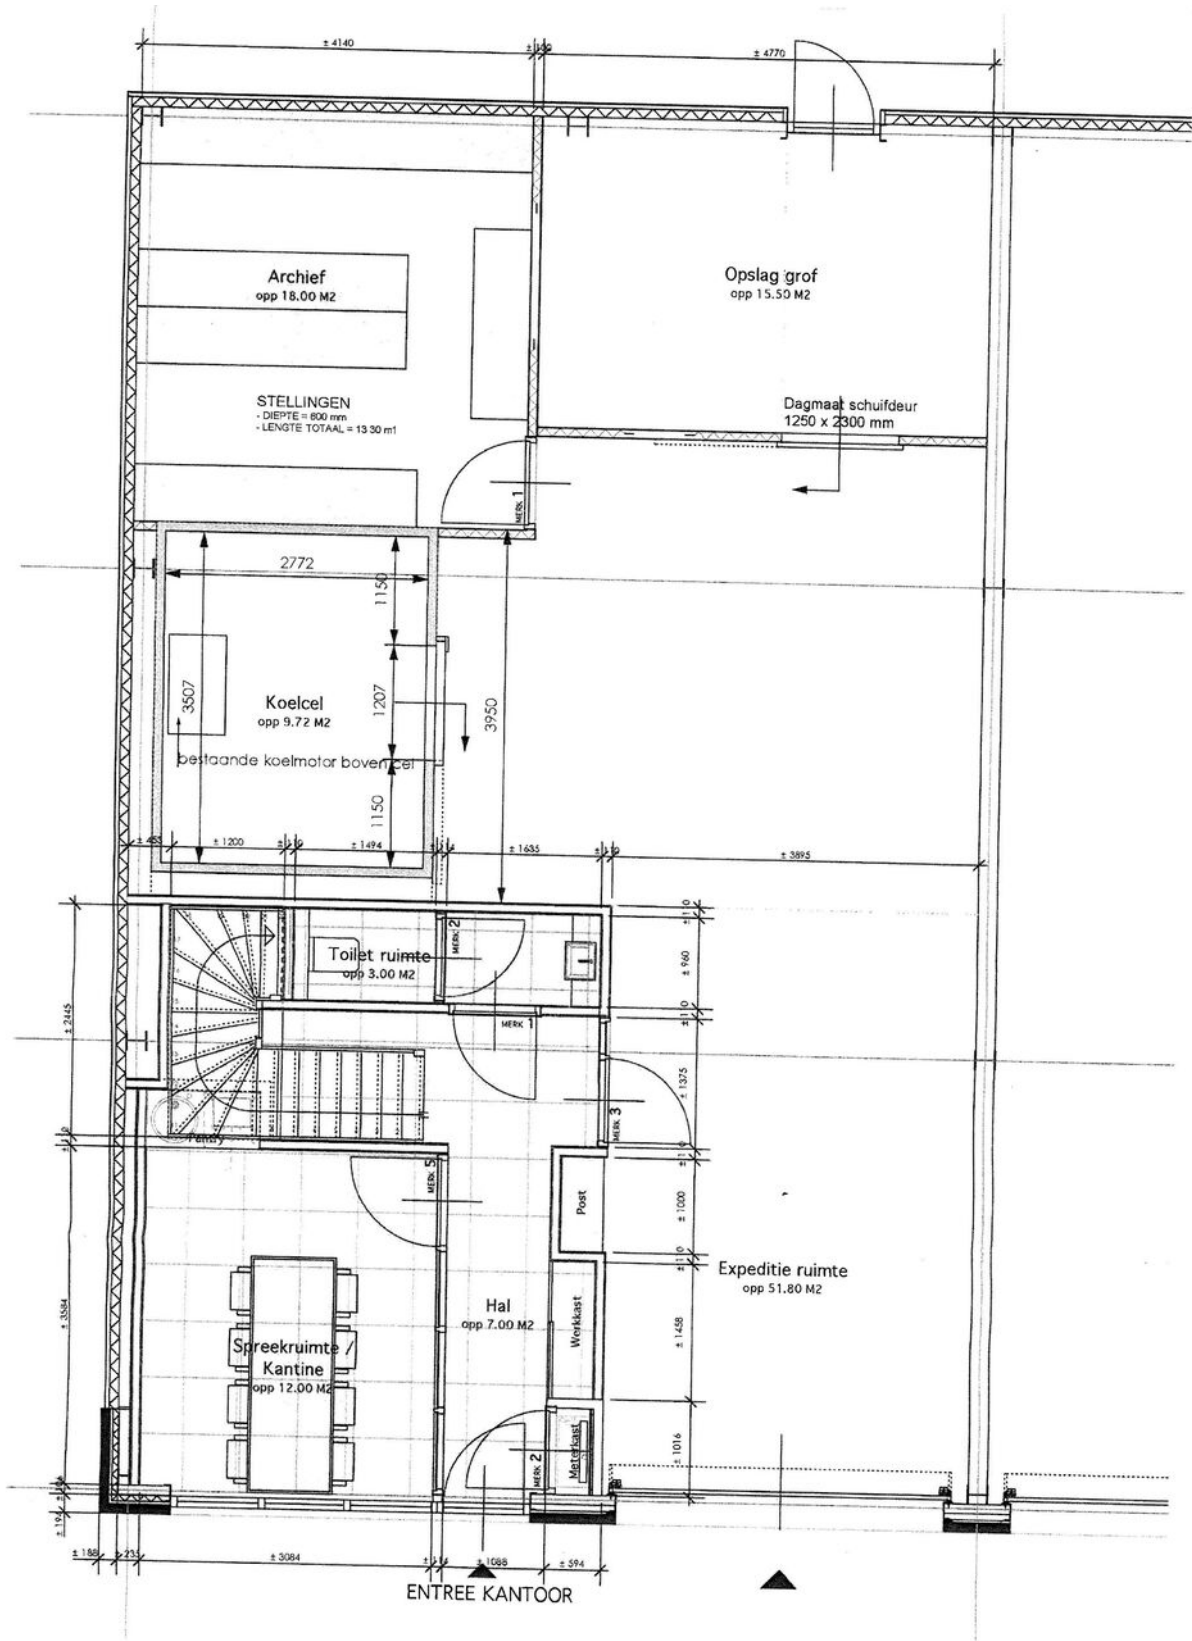 ± 4140
± 100
± 4770
Archief
opp 18.00 M2
Opslag grof
opp 15.50 M2
STELLINGEN
- DIEPTE = 600 mm
- LENGTE TOTAAL = 13.30 m1
Dagmaat schuifdeur
1250 x 2300 mm
MERK 1
2772
1150
3507
1207
3950
Koelcel
opp 9.72 M2
bestaande koelmotor boven cel
1150
± 1200
± 1494
± 1635
± 3895
MERK 2
Toilet ruimte
opp 3.00 M2
± 960
± 2445
MERK 1
± 1375
MERK 3
Pantry
MERK 5
Post
± 1000
Expeditie ruimte
opp 51.80 M2
Hal
opp 7.00 M2
± 3584
Werkkast
± 1458
Spreekruimte /
Kantine
opp 12.00 M2
Meterkast
MERK 2
± 1016
± 194
± 188
± 235
± 3084
± 114
± 1088
± 594
ENTREE KANTOOR